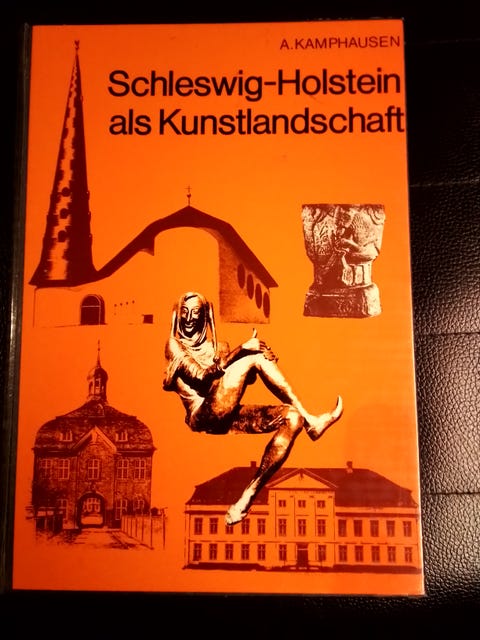 A. KAMPHAUSEN
Schleswig-Holstein
als Kunstlandschaft